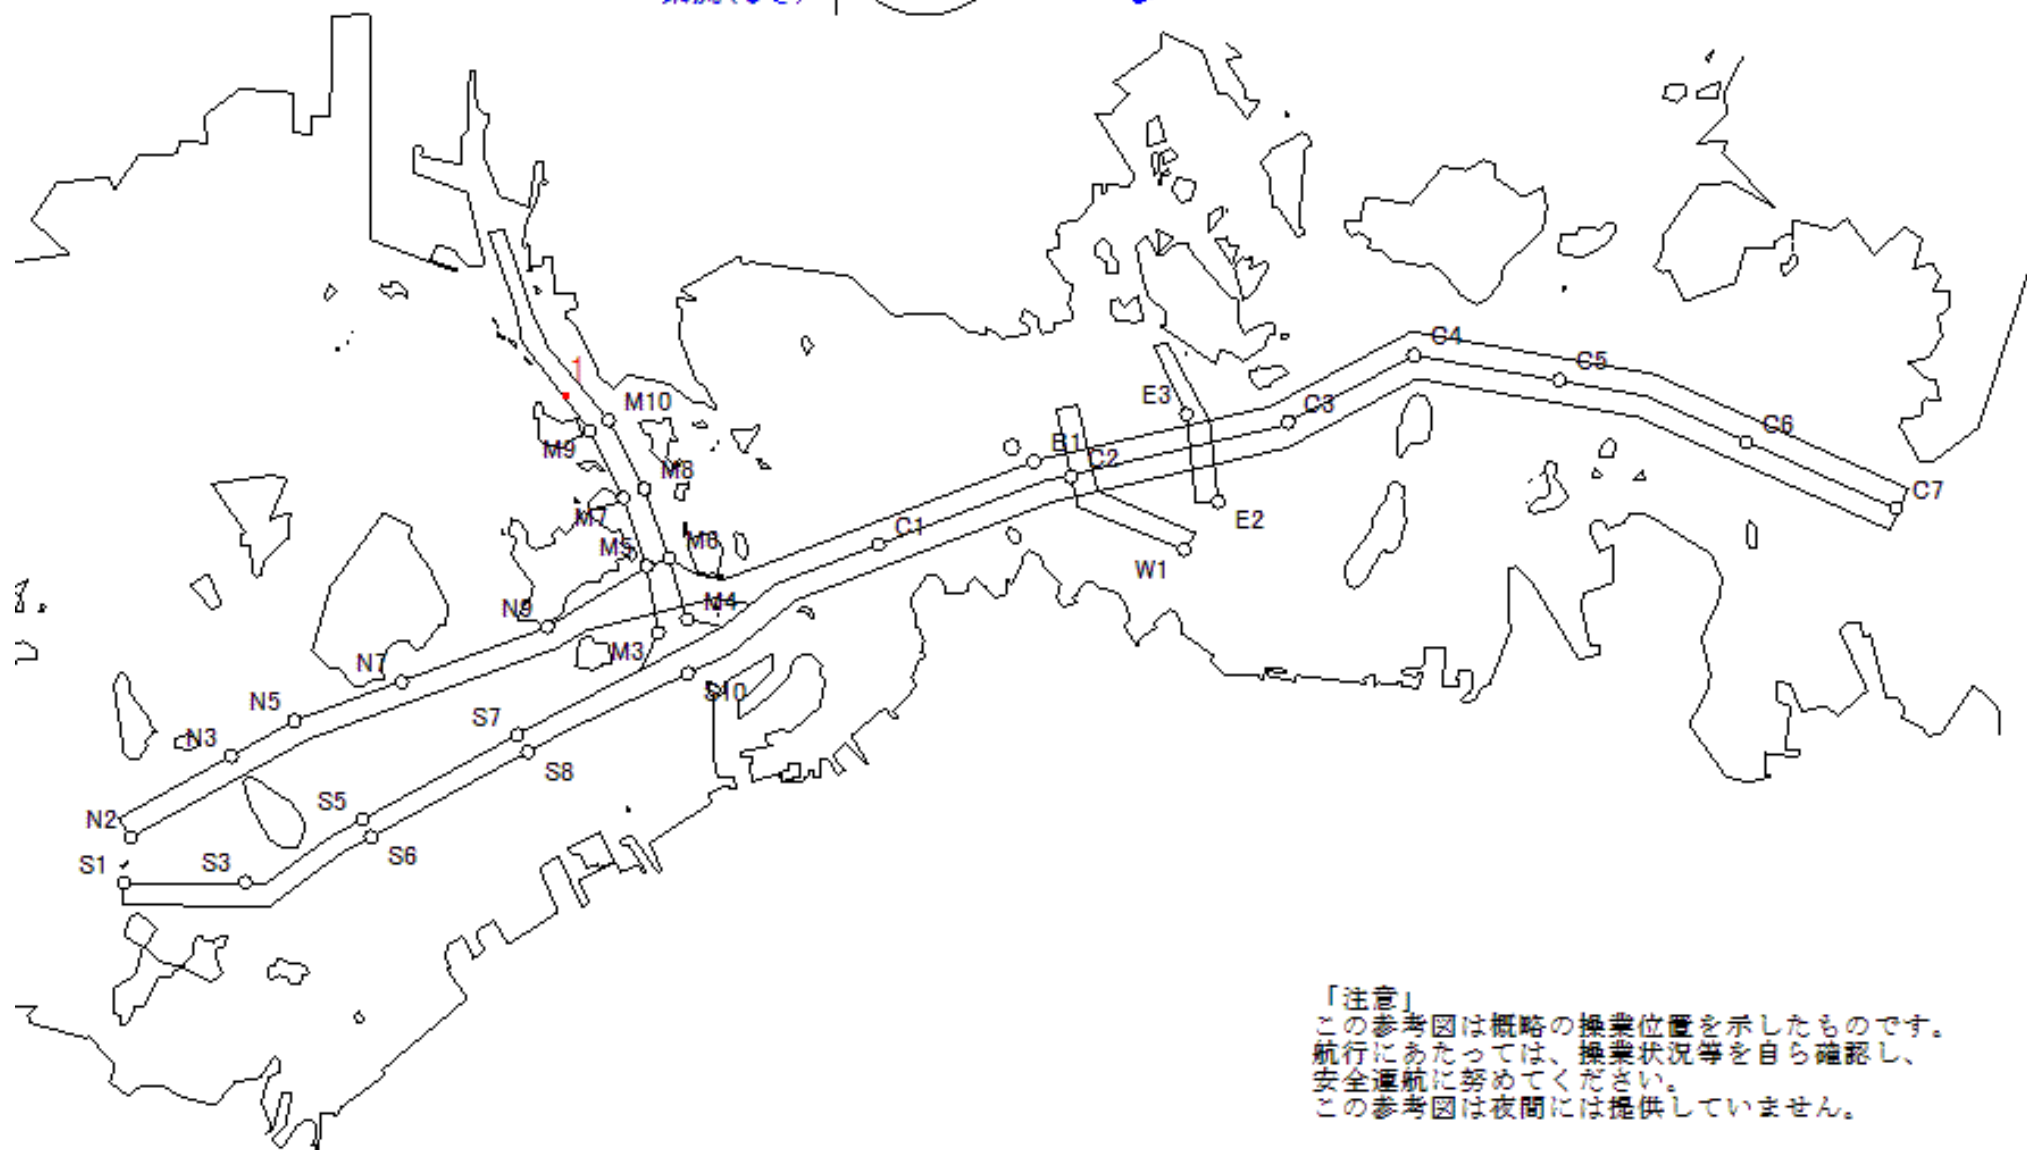 C4
C5
1
E3
M10
C3
C6
M9
B1
C2
M8
C7
M7
E2
C1
M5
M6
W1
N9
M4
M3
N7
S10
N5
S7
N3
S8
S5
N2
S6
S1
S3
「注意」
この参考図は概略の操業位置を示したものです。
航行にあたっては、操業状況等を自ら確認し、
安全運航に努めてください。
この参考図は夜間には提供していません。